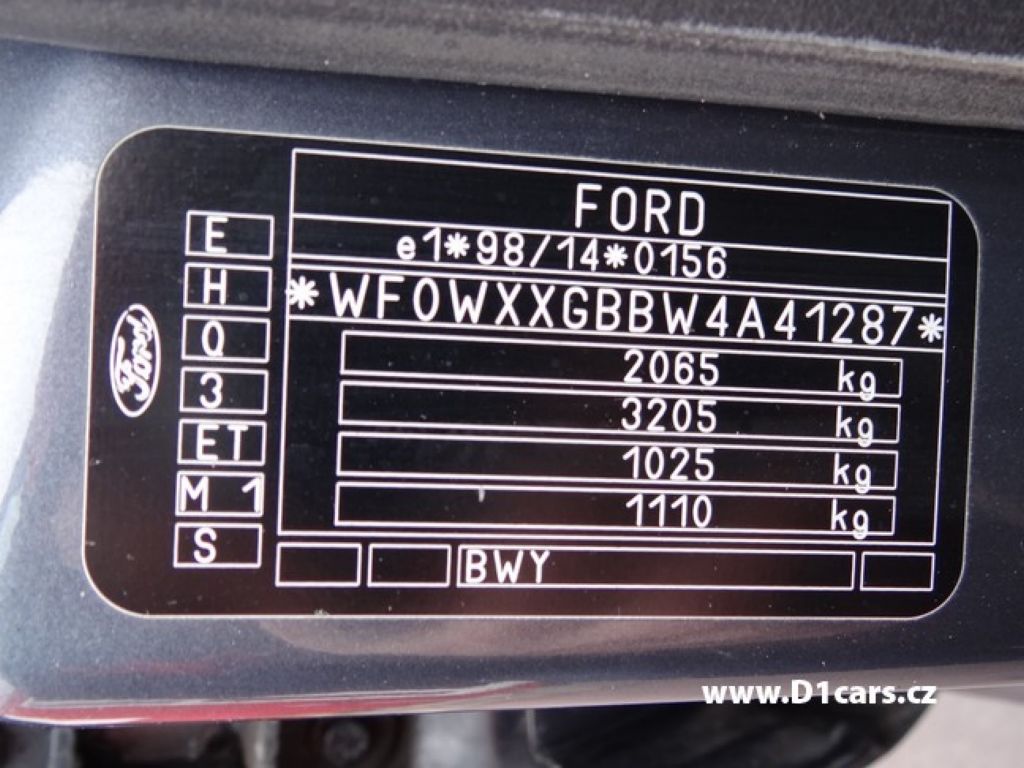 FORD
e1*98/14*0156
*WF0WXXGBBW4A41287*
2065 kg
3205 kg
1025 kg
1110 kg
E
H
Q
3
ET
M 1
S
BWY
Ford
www.D1cars.cz